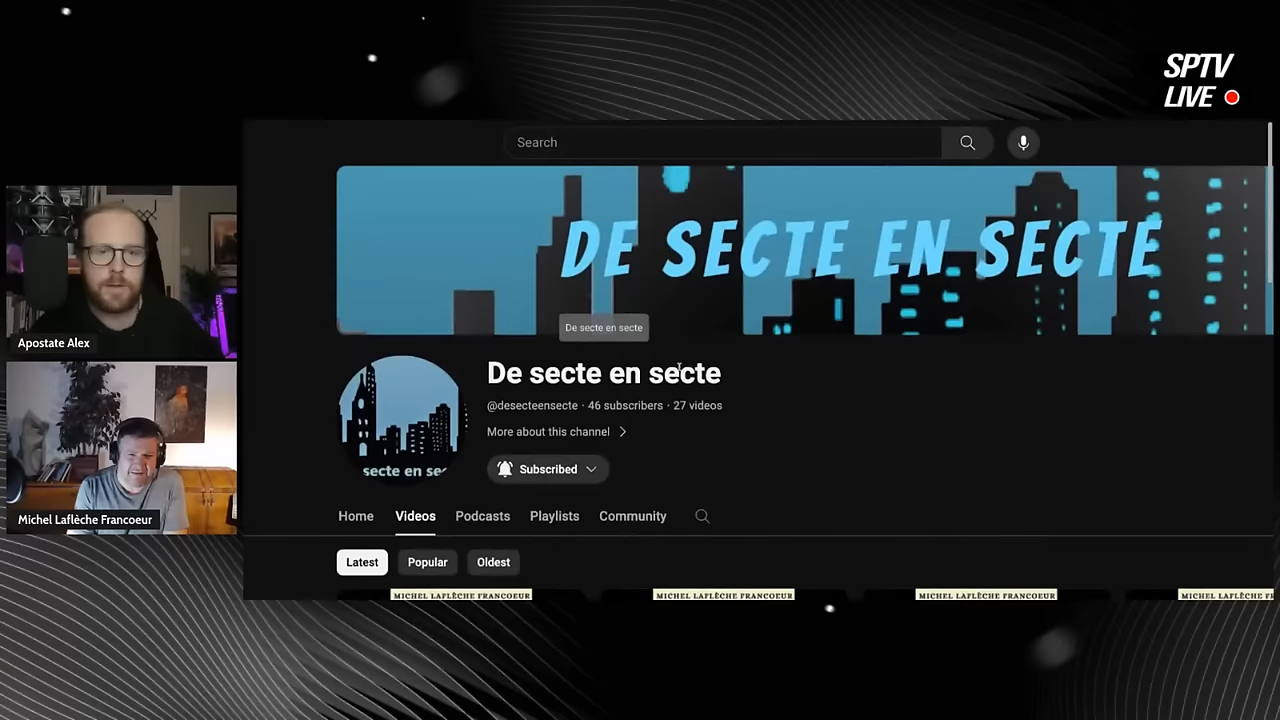 SPTV
LIVE
Search
DE SECTE EN SECTE
De secte en secte
De secte en secte
@desecteensecte · 46 subscribers · 27 videos
More about this channel
secte en sec
Subscribed
Home Videos Podcasts Playlists Community
Latest Popular Oldest
MICHEL LAFLÈCHE FRANCOEUR MICHEL LAFLÈCHE FRANCOEUR MICHEL LAFLÈCHE FRANCOEUR MICHEL LAFLÈCHE F
Apostate Alex
Michel Laflèche Francoeur